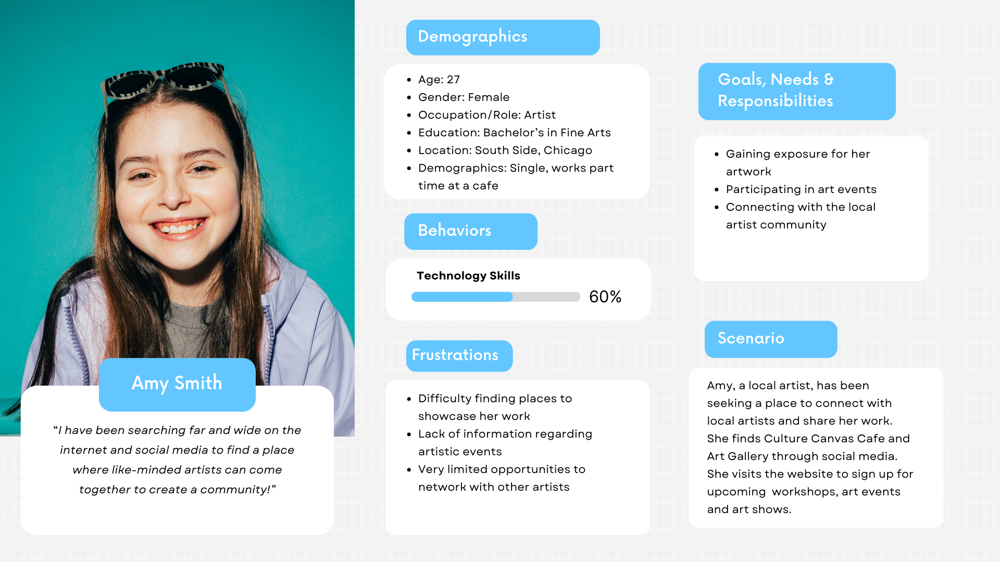 Amy Smith
“I have been searching far and wide on the
internet and social media to find a place
where like-minded artists can come
together to create a community!”
Demographics
• Age: 27
• Gender: Female
• Occupation/Role: Artist
• Education: Bachelor’s in Fine Arts
• Location: South Side, Chicago
• Demographics: Single, works part
time at a cafe
Behaviors
Technology Skills
60%
Frustrations
• Difficulty finding places to
showcase her work
• Lack of information regarding
artistic events
• Very limited opportunities to
network with other artists
Goals, Needs &
Responsibilities
• Gaining exposure for her
artwork
• Participating in art events
• Connecting with the local
artist community
Scenario
Amy, a local artist, has been
seeking a place to connect with
local artists and share her work.
She finds Culture Canvas Cafe and
Art Gallery through social media.
She visits the website to sign up for
upcoming  workshops, art events
and art shows.